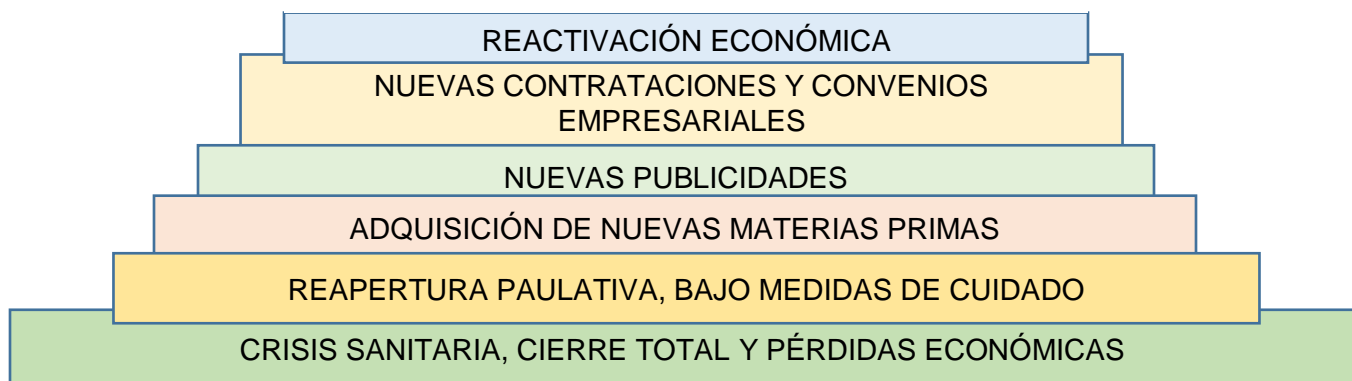 REACTIVACIÓN ECONÓMICA
NUEVAS CONTRATACIONES Y CONVENIOS
EMPRESARIALES
NUEVAS PUBLICIDADES
ADQUISICIÓN DE NUEVAS MATERIAS PRIMAS
REAPERTURA PAULATIVA, BAJO MEDIDAS DE CUIDADO
CRISIS SANITARIA, CIERRE TOTAL Y PÉRDIDAS ECONÓMICAS